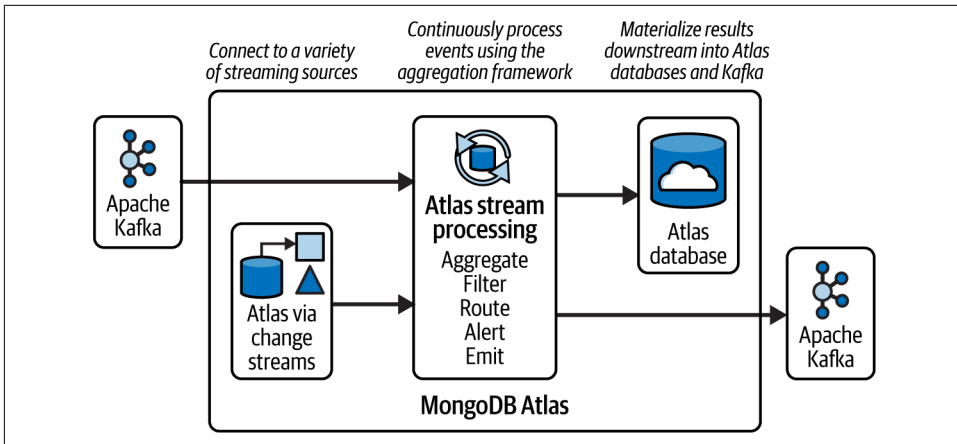 Connect to a variety
of streaming sources
Continuously process
events using the
aggregation framework
Materialize results
downstream into Atlas
databases and Kafka
Apache
Kafka
Atlas via
change
streams
Atlas stream
processing
Aggregate
Filter
Route
Alert
Emit
Atlas
database
Apache
Kafka
MongoDB Atlas